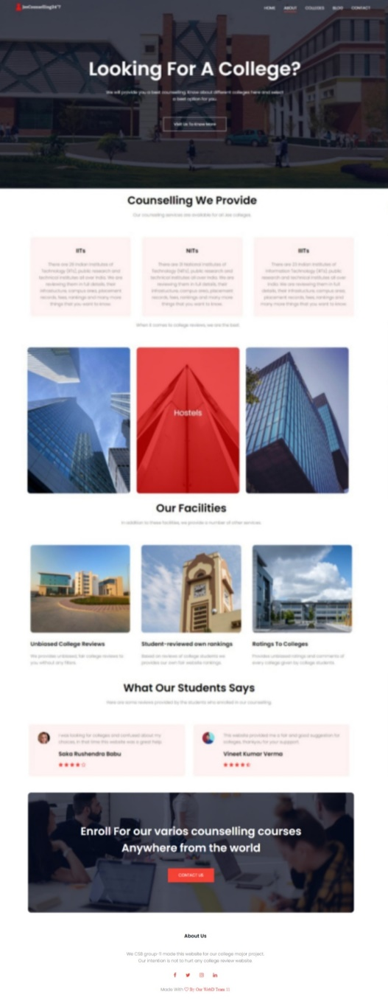 JeeCounselling24*7
HOME ABOUT COLLEGES BLOG CONTACT
Looking For A College?
We will provide you a best counselling. Know about different colleges here and select
a best option for you.
Visit Us To Know More
Counselling We Provide
Our counseling services are available for all Jee colleges.
IITs
There are 23 Indian Institutes of
Technology (IITs), public research and
technical institutes all over India. We are
reviewing them in full details, their
infrastructure, campus area, placement
records, fees, rankings and many more
things that you want to know.
NITs
There are 31 National Institutes of
Technology (NITs), public research and
technical institutes all over India. We are
reviewing them in full details, their
infrastructure, campus area, placement
records, fees, rankings and many more
things that you want to know.
IIITs
There are 23 Indian Institutes of
Information Technology (IIITs), public
research and technical institutes all over
India. We are reviewing them in full
details, their infrastructure, campus area,
placement records, fees, rankings and
many more things that you want to know.
When it comes to college reviews, we are the best
Hostels
Our Facilities
In addition to these facilities, we provide a number of other services.
Unbiased College Reviews
We provides unbiased, fair college reviews to
you without any filters.
Student-reviewed own rankings
Based on reviews of college students we
provides our own fair website rankings.
Ratings To Colleges
Provides unbiased ratings and comments of
every college given by college students.
What Our Students Says
Here are some reviews provided by the students who enrolled in our counselling.
I was looking for colleges and confused about my
choices, in that time this website was a great help.
Saka Rushendra Babu
This website provided me a fair and good suggestion for
colleges, thankyou for your suppport.
Vineet Kumar Verma
Enroll For our varios counselling courses
Anywhere from the world
CONTACT US
About Us
We CSB group-11 made this website for our college major project.
Our intention is not to hurt any college review website.
Made With ♡ By Our WAD Team 11